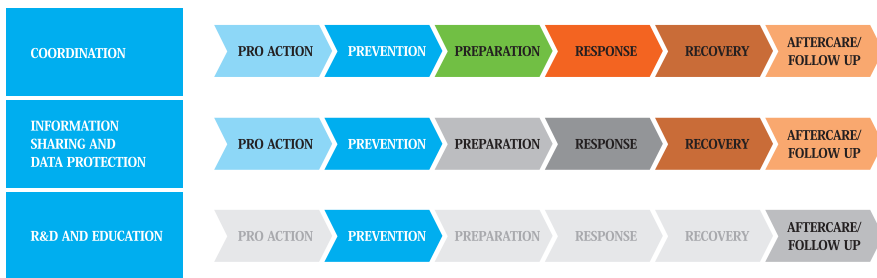 COORDINATION
PRO ACTION
PREVENTION
PREPARATION
RESPONSE
RECOVERY
AFTERCARE/
FOLLOW UP
INFORMATION
SHARING AND
DATA PROTECTION
PRO ACTION
PREVENTION
PREPARATION
RESPONSE
RECOVERY
AFTERCARE/
FOLLOW UP
R&D AND EDUCATION
PRO ACTION
PREVENTION
PREPARATION
RESPONSE
RECOVERY
AFTERCARE/
FOLLOW UP